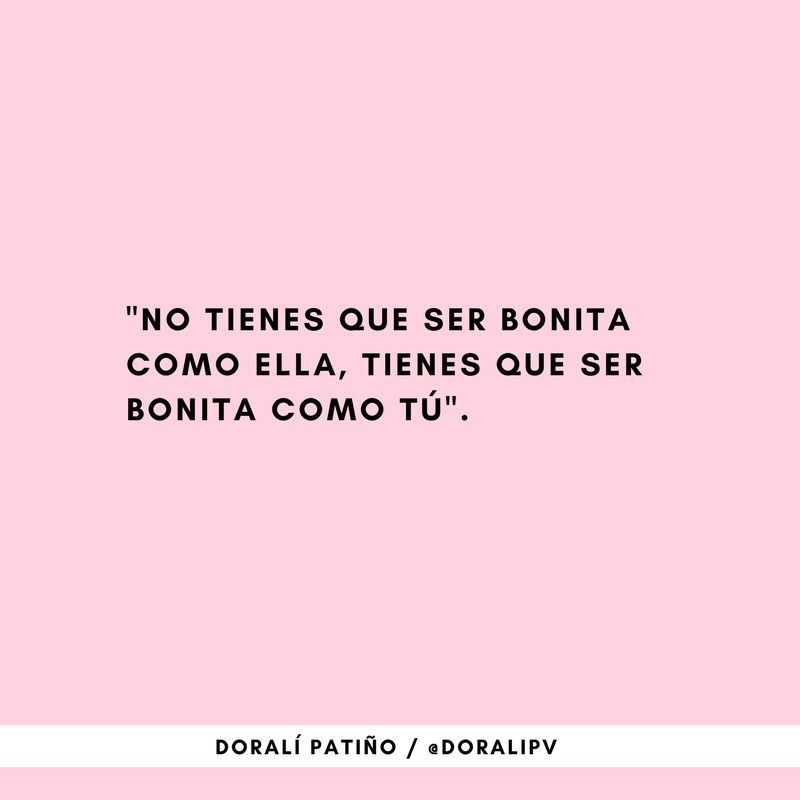 "NO TIENES QUE SER BONITA
COMO ELLA, TIENES QUE SER
BONITA COMO TÚ".
DORALÍ PATIÑO / @DORALIPV